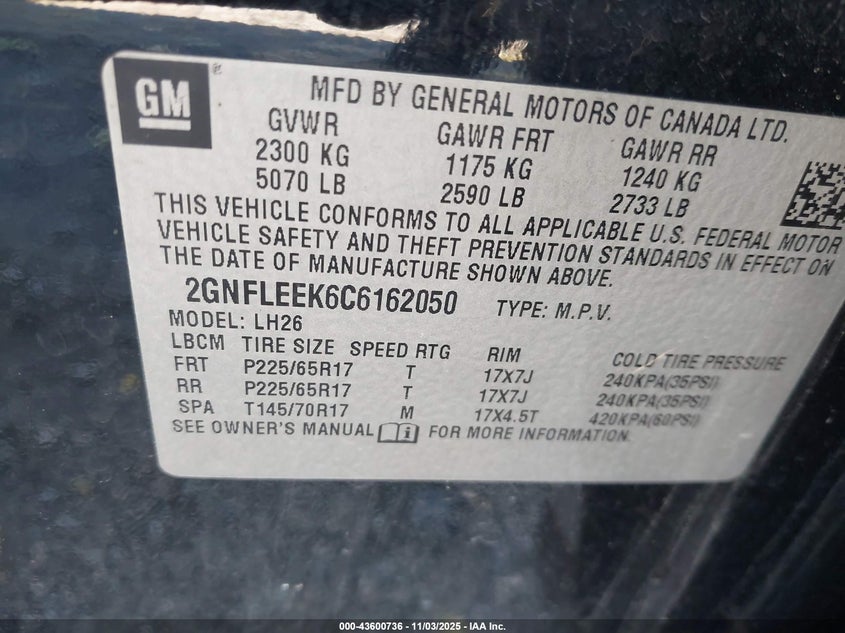 GM
MFD BY GENERAL MOTORS OF CANADA LTD.
GVWR GAWR FRT GAWR RR
2300 KG 1175 KG 1240 KG
5070 LB 2590 LB 2733 LB
THIS VEHICLE CONFORMS TO ALL APPLICABLE U.S. FEDERAL MOTOR
VEHICLE SAFETY AND THEFT PREVENTION STANDARDS IN EFFECT ON
THE DATE OF MANUFACTURE SHOWN ABOVE.
2GNFLEEK6C6162050 TYPE: M.P.V.
MODEL: LH26
LBCM TIRE SIZE SPEED RTG RIM COLD TIRE PRESSURE
FRT P225/65R17 T 17X7J 240KPA(35PSI)
RR P225/65R17 T 17X7J 240KPA(35PSI)
SPA T145/70R17 M 17X4.5T 420KPA(60PSI)
SEE OWNER'S MANUAL FOR MORE INFORMATION.
000-43600736 - 11/03/2025 - IAA Inc.